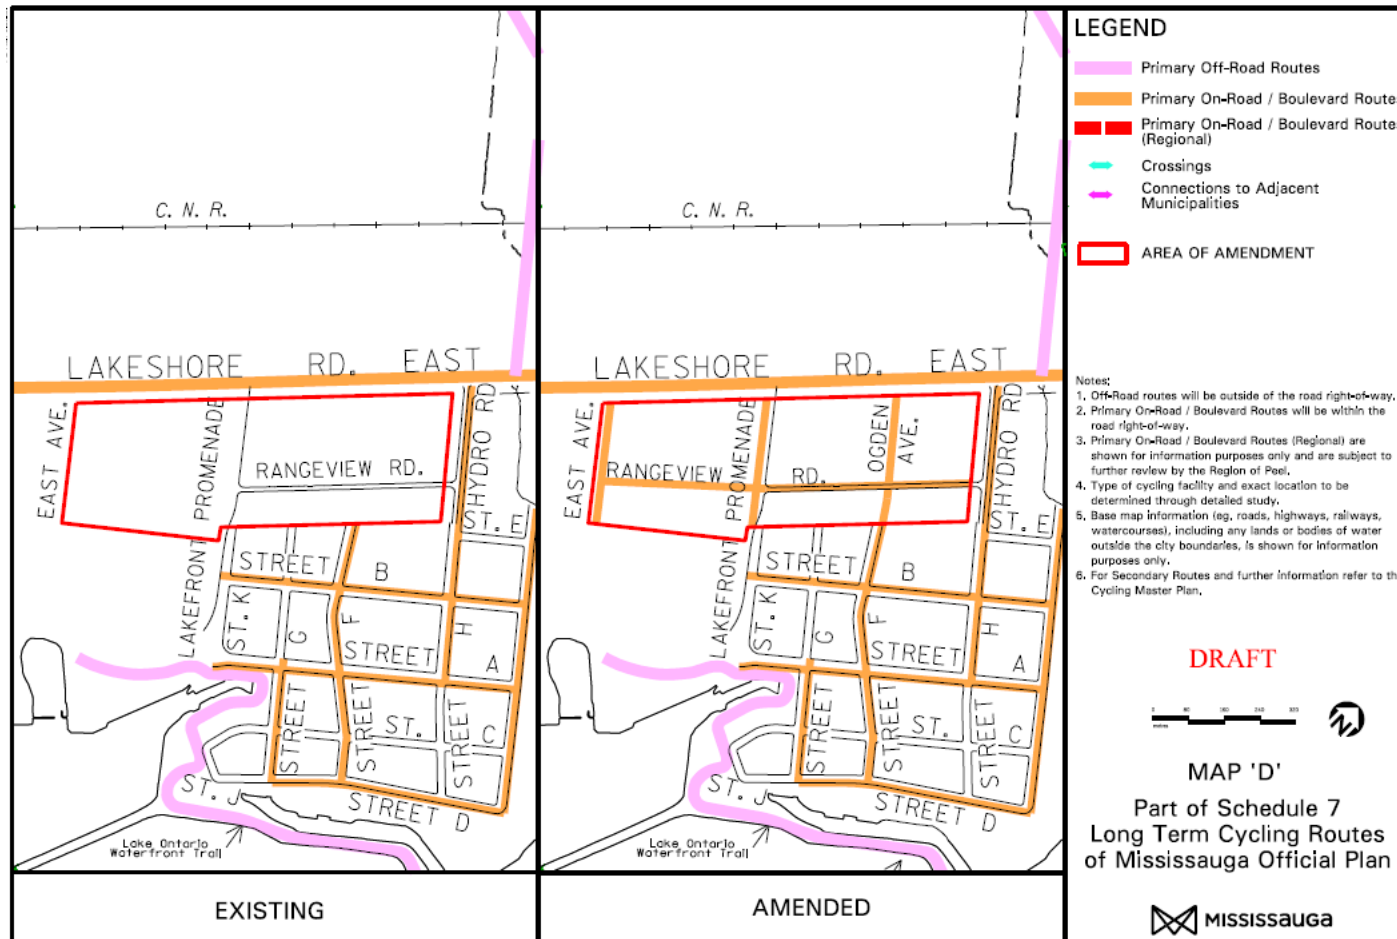 C. N. R.
LAKESHORE RD. EAST
EAST AVE.
LAKEFRONT PROMENADE
RANGEVIEW RD.
HYDRO RD
ST. E
STREET B
ST. K
G
F
H
STREET A
STREET
STREET
STREET
ST. C
ST. J
STREET D
Lake Ontario
Waterfront Trail
EXISTING
C. N. R.
LAKESHORE RD. EAST
EAST AVE.
LAKEFRONT PROMENADE
OGDEN
AVE.
RANGEVIEW RD.
HYDRO RD
ST. E
STREET B
ST. K
G
F
H
STREET A
STREET
STREET
STREET
ST. C
ST. J
STREET D
Lake Ontario
Waterfront Trail
AMENDED
LEGEND
Primary Off-Road Routes
Primary On-Road / Boulevard Routes
Primary On-Road / Boulevard Routes
(Regional)
Crossings
Connections to Adjacent
Municipalities
AREA OF AMENDMENT
Notes:
1. Off-Road routes will be outside of the road right-of-way.
2. Primary On-Road / Boulevard Routes will be within the
road right-of-way.
3. Primary On-Road / Boulevard Routes (Regional) are
shown for information purposes only and are subject to
further review by the Region of Peel.
4. Type of cycling facility and exact location to be
determined through detailed study.
5. Base map information (eg. roads, highways, railways,
watercourses), including any lands or bodies of water
outside the city boundaries, is shown for information
purposes only.
6. For Secondary Routes and further information refer to th
Cycling Master Plan.
DRAFT
0 80 160 240 320
metres
MAP 'D'
Part of Schedule 7
Long Term Cycling Routes
of Mississauga Official Plan
MISSISSAUGA